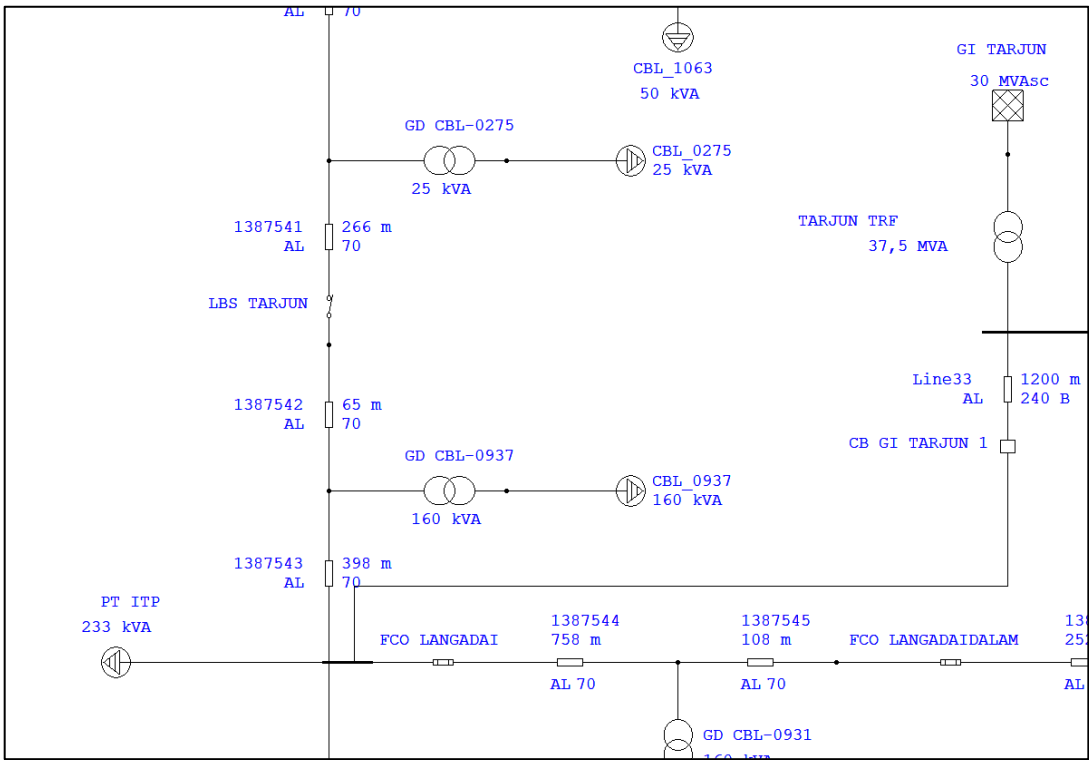 AL 70
CBL_1063
50 kVA
GI TARJUN
30 MVAsc
GD CBL-0275
25 kVA
CBL_0275
25 kVA
1387541 266 m
AL 70
TARJUN TRF
37,5 MVA
LBS TARJUN
1387542 65 m
AL 70
Line33 1200 m
AL 240 B
CB GI TARJUN 1
GD CBL-0937
160 kVA
CBL_0937
160 kVA
1387543 398 m
AL 70
PT ITP
233 kVA
FCO LANGADAI
1387544
758 m
AL 70
1387545
108 m
AL 70
FCO LANGADAIDALAM
AL
GD CBL-0931
160 kVA